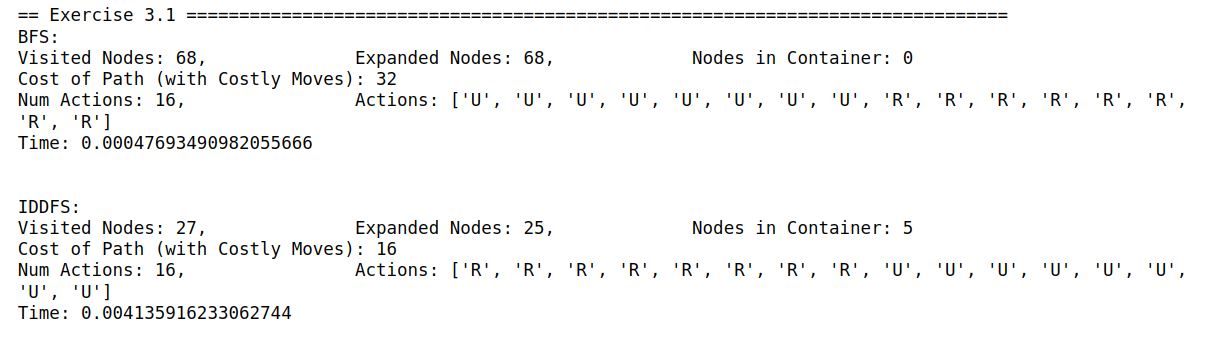 == Exercise 3.1 ==============================================================================
BFS:
Visited Nodes: 68,              Expanded Nodes: 68,             Nodes in Container: 0
Cost of Path (with Costly Moves): 32
Num Actions: 16,                Actions: ['U', 'U', 'U', 'U', 'U', 'U', 'U', 'U', 'R', 'R', 'R', 'R', 'R', 'R',
'R', 'R']
Time: 0.00047693490982055666
IDDFS:
Visited Nodes: 27,              Expanded Nodes: 25,             Nodes in Container: 5
Cost of Path (with Costly Moves): 16
Num Actions: 16,                Actions: ['R', 'R', 'R', 'R', 'R', 'R', 'R', 'R', 'U', 'U', 'U', 'U', 'U', 'U',
'U', 'U']
Time: 0.004135916233062744